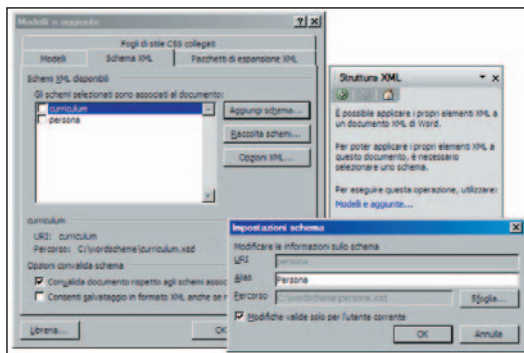 Modelli e aggiunte
Fogli di stile CSS collegati
Modelli
Schema XML
Pacchetti di espansione XML
Schemi XML disponibili
Gli schemi selezionati sono associati al documento:
curriculum
persona
Aggiungi schema...
Raccolta schemi...
Opzioni XML...
curriculum
URI: curriculum
Percorso: C:\wordscheme\curriculum.xsd
Opzioni convalida schema
Convalida documento rispetto agli schemi assoc
Consenti salvataggio in formato XML anche se n
Libreria...
OK
Struttura XML
È possibile applicare i propri elementi XML a
un documento XML di Word.
Per poter applicare i propri elementi XML a
questo documento, è necessario
selezionare uno schema.
Per eseguire questa operazione, utilizzare:
Modelli e aggiunte...
Impostazioni schema
Modificare le informazioni sullo schema
URI
persona
Alias
Persona
Percorso
C:\wordscheme\persona.xsd
Sfoglia...
Modifiche valide solo per l'utente corrente
OK
Annulla